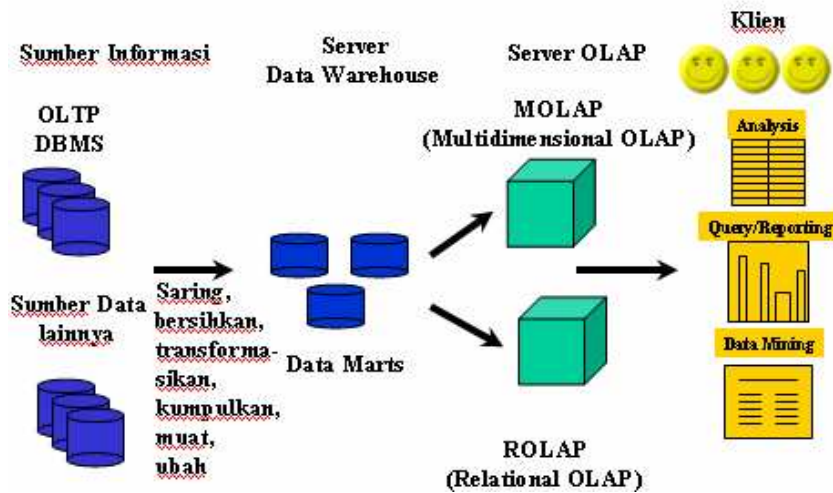 Sumber Informasi
Server
Data Warehouse
Server OLAP
Klien
OLTP
DBMS
MOLAP
(Multidimensional OLAP)
Analysis
Query/Reporting
Sumber Data
lainnya
Saring,
bersihkan,
transforma-
sikan,
kumpulkan,
muat,
ubah
Data Marts
Data Mining
ROLAP
(Relational OLAP)